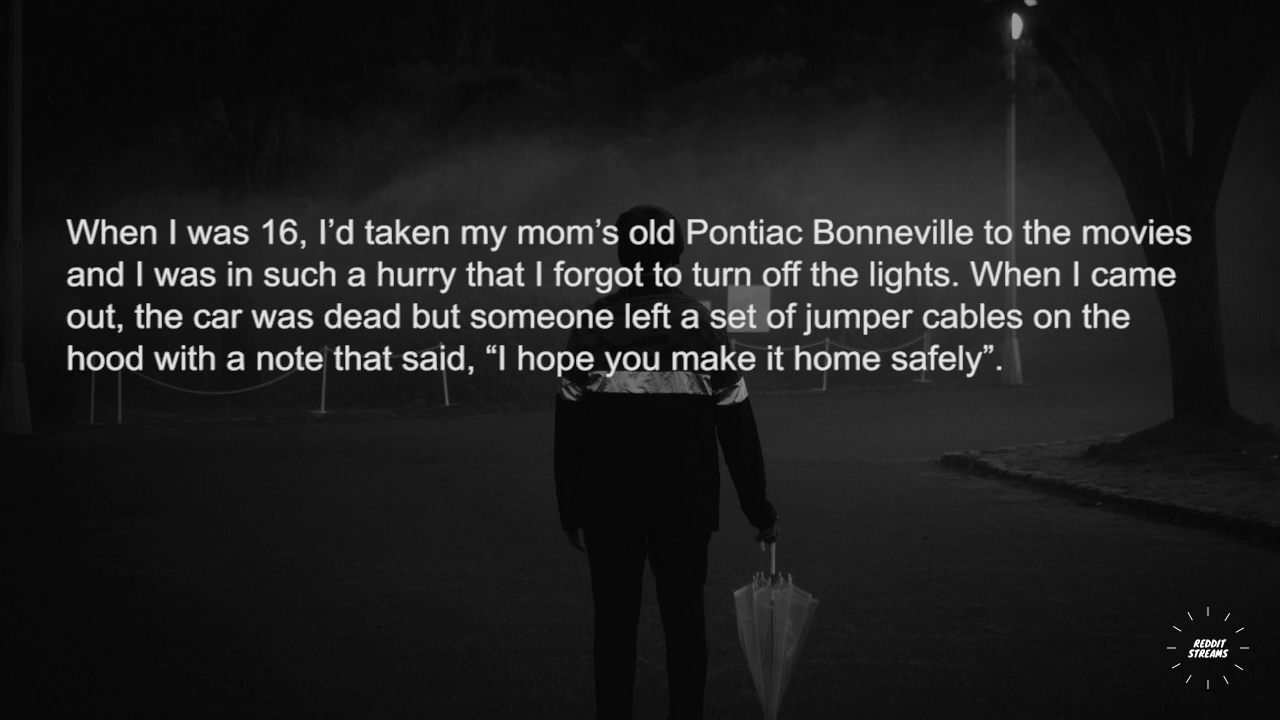 When I was 16, I’d taken my mom’s old Pontiac Bonneville to the movies
and I was in such a hurry that I forgot to turn off the lights. When I came
out, the car was dead but someone left a set of jumper cables on the
hood with a note that said, “I hope you make it home safely”.
REDDIT
STREAMS